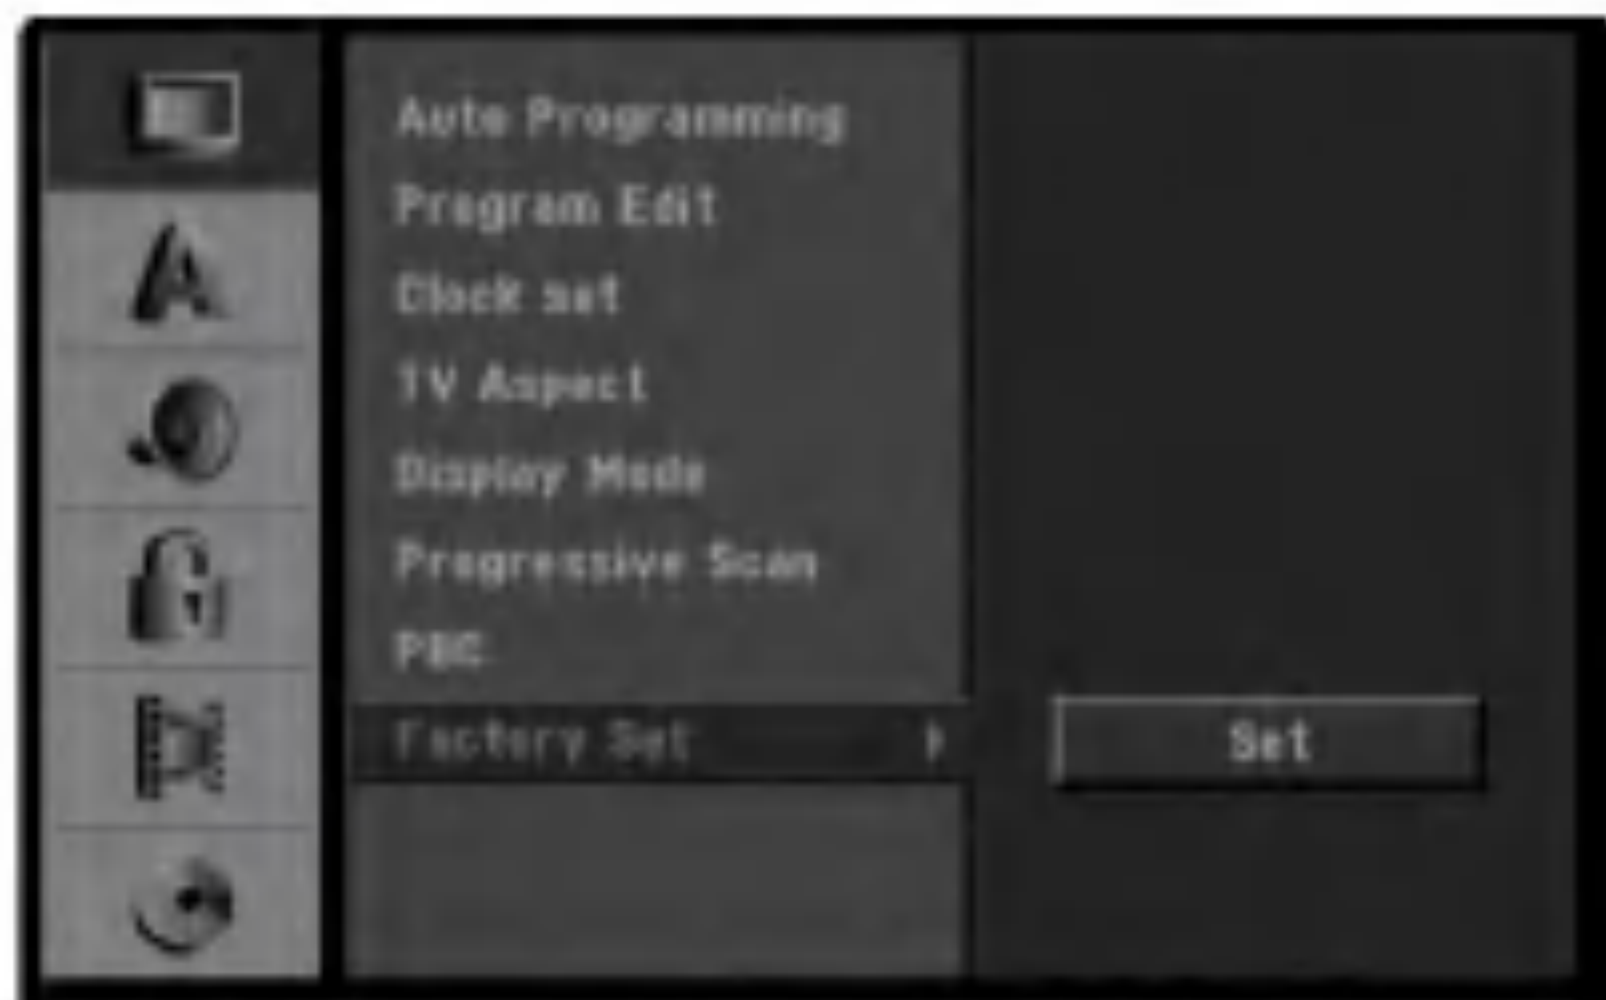 Auto Programming
Program Edit
Clock set
TV Aspect
Display Mode
Progressive Scan
PBC
Factory Set
Set